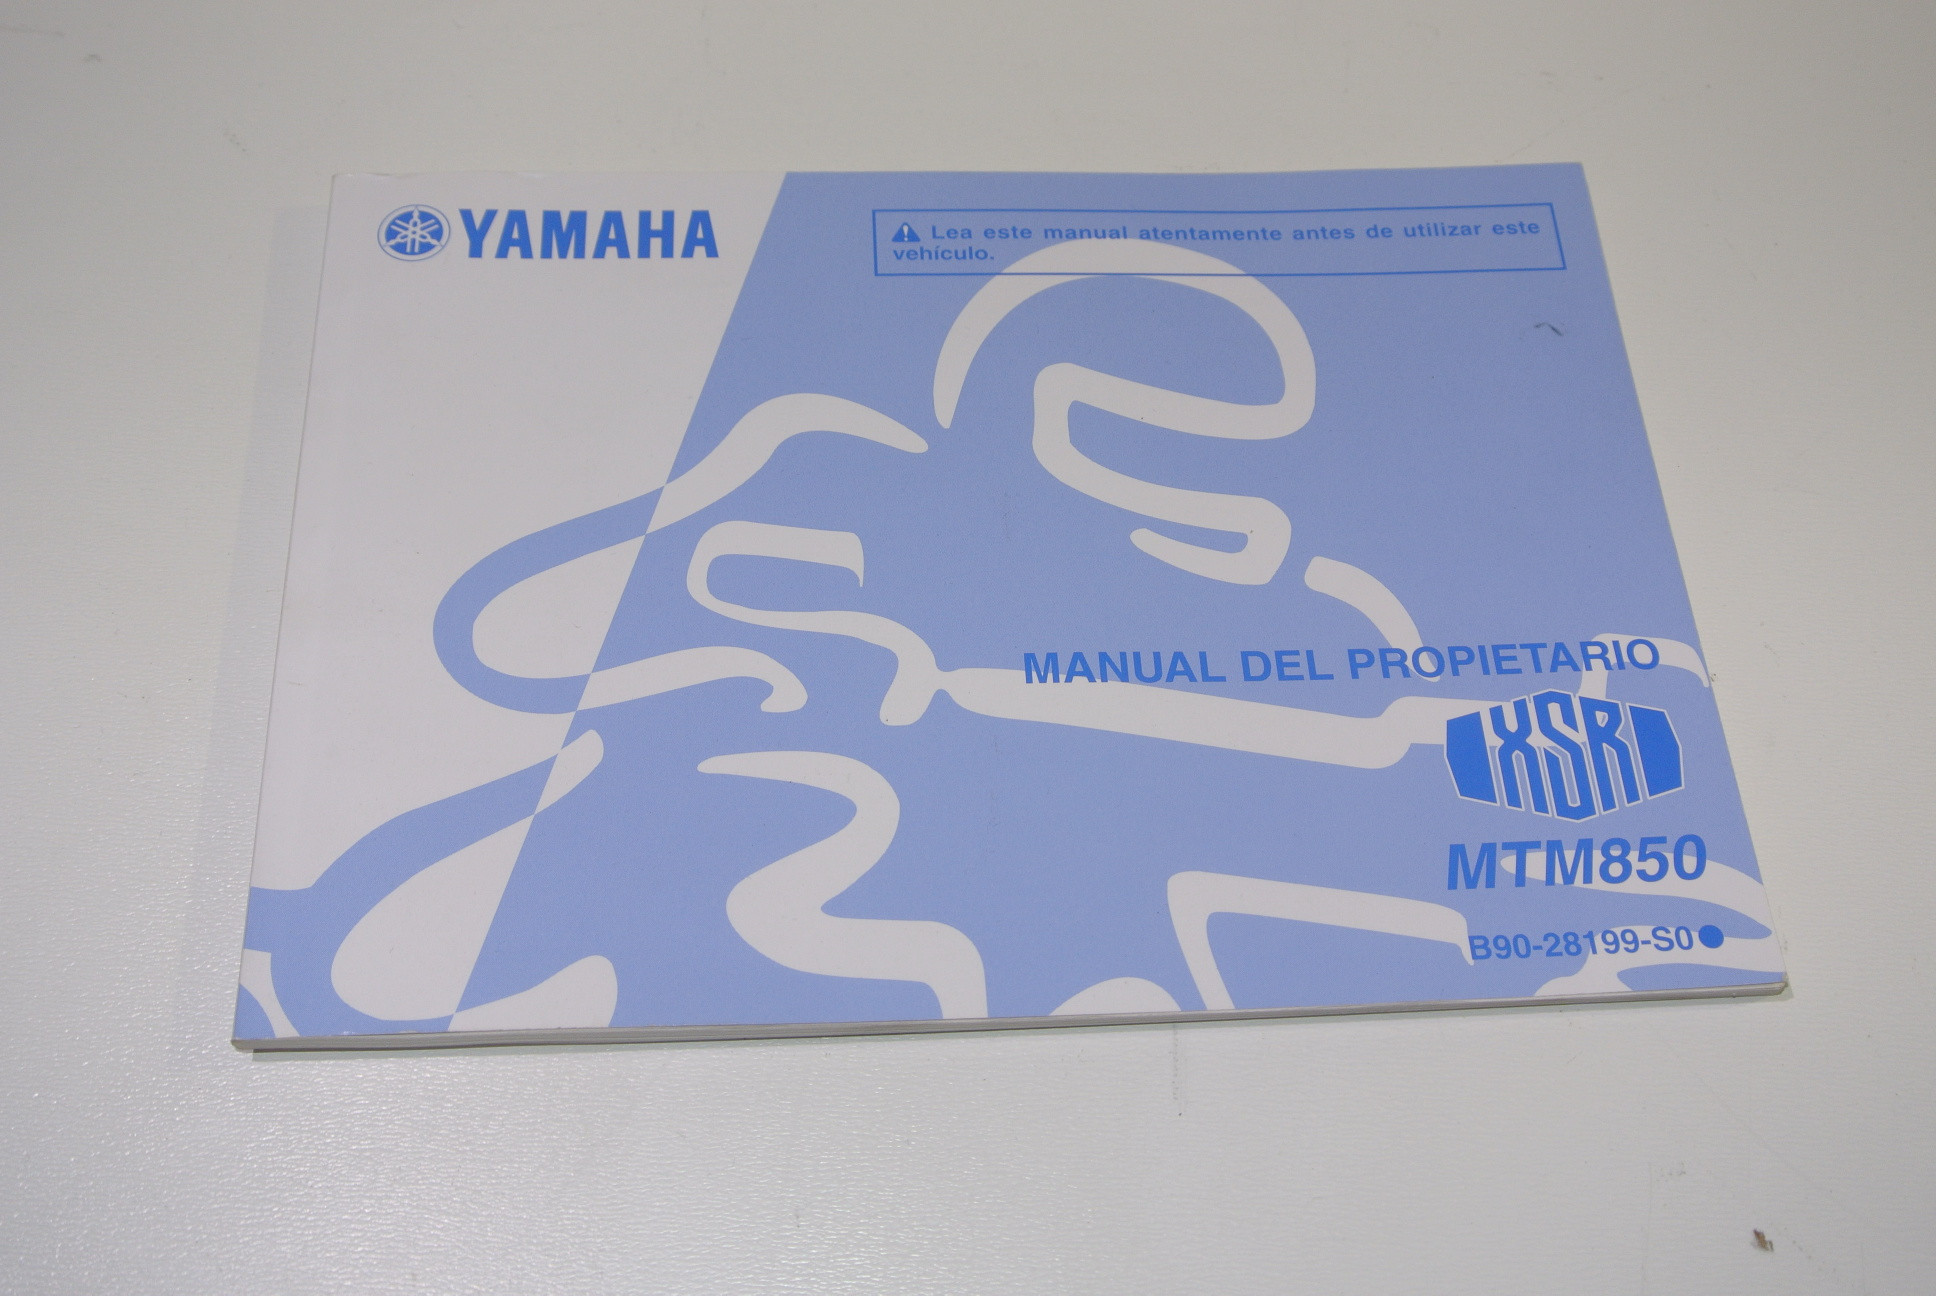 YAMAHA
Lea este manual atentamente antes de utilizar este
vehículo.
MANUAL DEL PROPIETARIO
XSR
MTM850
B90-28199-S0